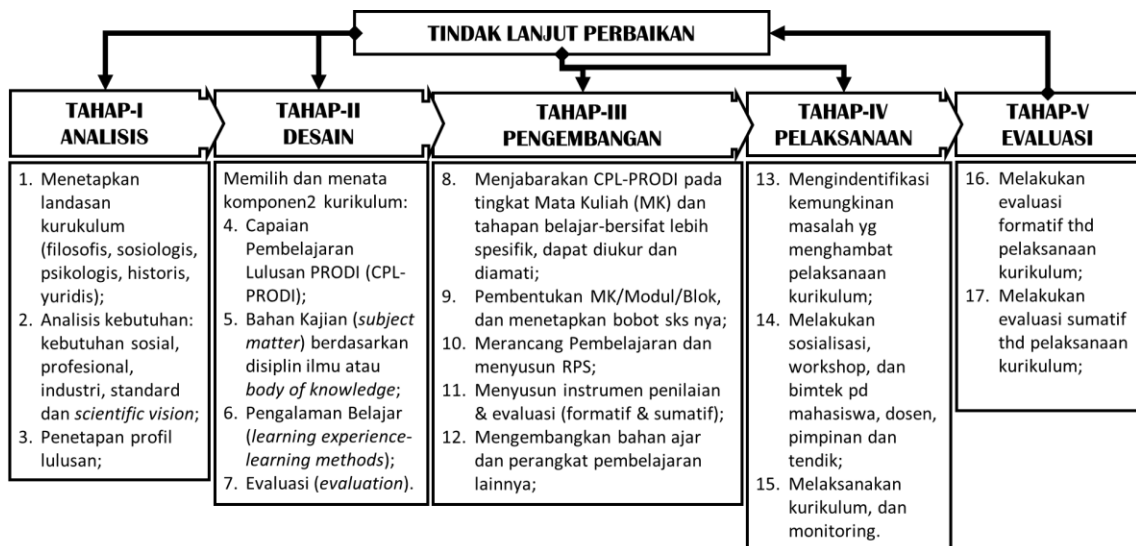 TINDAK LANJUT PERBAIKAN
TAHAP-I
ANALISIS
1. Menetapkan
landasan
kurukulum
(filosofis, sosiologis,
psikologis, historis,
yuridis);
2. Analisis kebutuhan:
kebutuhan sosial,
profesional,
industri, standard
dan scientific vision;
3. Penetapan profil
lulusan;
TAHAP-II
DESAIN
Memilih dan menata
komponen2 kurikulum:
4. Capaian
Pembelajaran
Lulusan PRODI (CPL-
PRODI);
5. Bahan Kajian (subject
matter) berdasarkan
disiplin ilmu atau
body of knowledge;
6. Pengalaman Belajar
(learning experience-
learning methods);
7. Evaluasi (evaluation).
TAHAP-III
PENGEMBANGAN
8. Menjabarakan CPL-PRODI pada
tingkat Mata Kuliah (MK) dan
tahapan belajar-bersifat lebih
spesifik, dapat diukur dan
diamati;
9. Pembentukan MK/Modul/Blok,
dan menetapkan bobot sks nya;
10. Merancang Pembelajaran dan
menyusun RPS;
11. Menyusun instrumen penilaian
& evaluasi (formatif & sumatif);
12. Mengembangkan bahan ajar
dan perangkat pembelajaran
lainnya;
TAHAP-IV
PELAKSANAAN
13. Mengindentifikasi
kemungkinan
masalah yg
menghambat
pelaksanaan
kurikulum;
14. Melakukan
sosialisasi,
workshop, dan
bimtek pd
mahasiswa, dosen,
pimpinan dan
tendik;
15. Melaksanakan
kurikulum, dan
monitoring.
TAHAP-V
EVALUASI
16. Melakukan
evaluasi
formatif thd
pelaksanaan
kurikulum;
17. Melakukan
evaluasi sumatif
thd pelaksanaan
kurikulum;